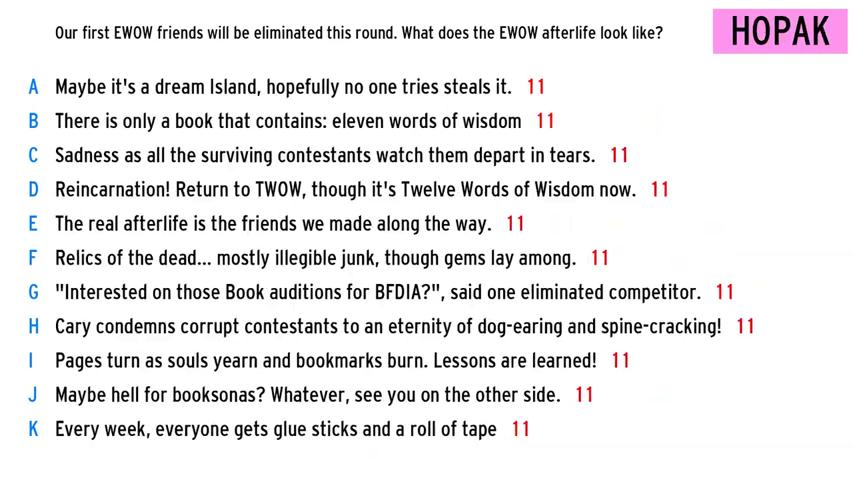 Our first EWOW friends will be eliminated this round. What does the EWOW afterlife look like?
HOPAK
A Maybe it's a dream Island, hopefully no one tries steals it. 11
B There is only a book that contains: eleven words of wisdom 11
C Sadness as all the surviving contestants watch them depart in tears. 11
D Reincarnation! Return to TWOW, though it's Twelve Words of Wisdom now. 11
E The real afterlife is the friends we made along the way. 11
F Relics of the dead... mostly illegible junk, though gems lay among. 11
G "Interested on those Book auditions for BFDIA?", said one eliminated competitor. 11
H Cary condemns corrupt contestants to an eternity of dog-earing and spine-cracking! 11
I Pages turn as souls yearn and bookmarks burn. Lessons are learned! 11
J Maybe hell for booksonas? Whatever, see you on the other side. 11
K Every week, everyone gets glue sticks and a roll of tape 11